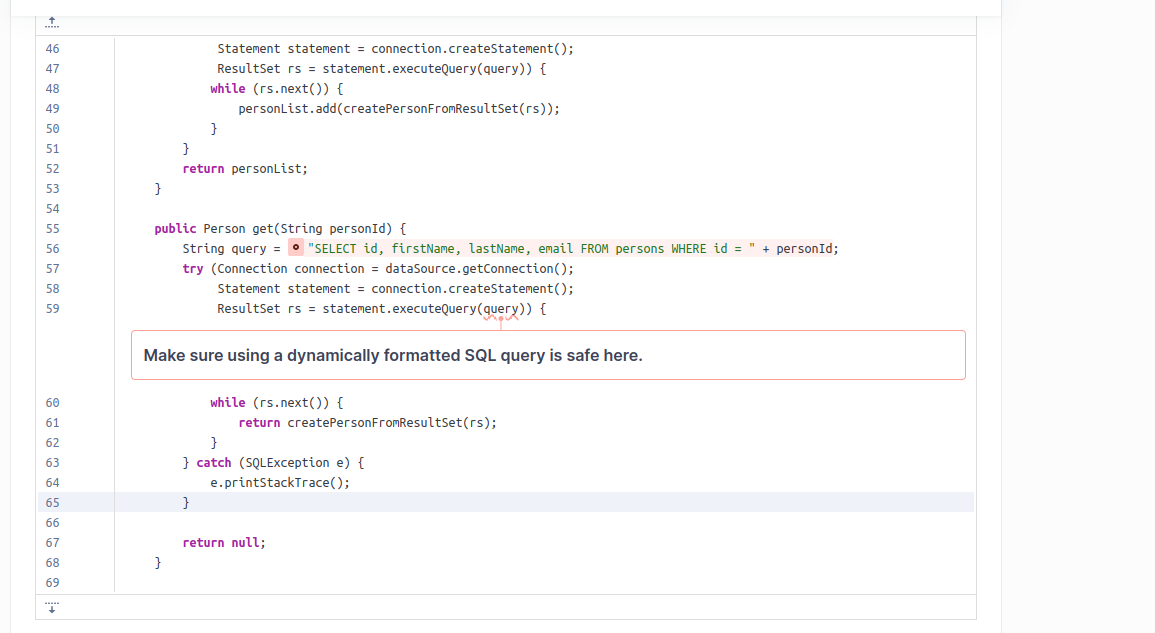 46 Statement statement = connection.createStatement();
47 ResultSet rs = statement.executeQuery(query)) {
48 while (rs.next()) {
49 personList.add(createPersonFromResultSet(rs));
50 }
51 }
52 return personList;
53 }
54
55 public Person get(String personId) {
56 String query = "SELECT id, firstName, lastName, email FROM persons WHERE id = " + personId;
57 try (Connection connection = dataSource.getConnection();
58 Statement statement = connection.createStatement();
59 ResultSet rs = statement.executeQuery(query)) {
Make sure using a dynamically formatted SQL query is safe here.
60 while (rs.next()) {
61 return createPersonFromResultSet(rs);
62 }
63 } catch (SQLException e) {
64 e.printStackTrace();
65 }
66
67 return null;
68 }
69